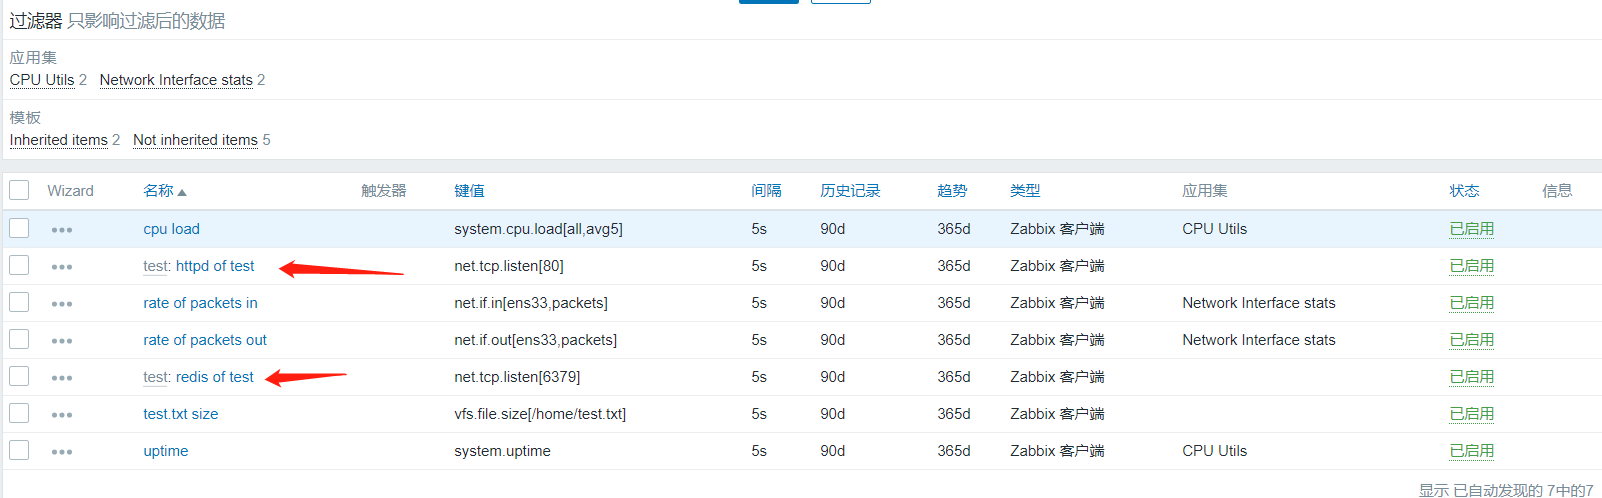 过滤器 只影响过滤后的数据
应用集
CPU Utils 2 Network Interface stats 2
模板
Inherited items 2 Not inherited items 5
Wizard 名称 触发器 键值 间隔 历史记录 趋势 类型 应用集 状态 信息
cpu load system.cpu.load[all,avg5] 5s 90d 365d Zabbix 客户端 CPU Utils 已启用
test: httpd of test net.tcp.listen[80] 5s 90d 365d Zabbix 客户端 已启用
rate of packets in net.if.in[ens33,packets] 5s 90d 365d Zabbix 客户端 Network Interface stats 已启用
rate of packets out net.if.out[ens33,packets] 5s 90d 365d Zabbix 客户端 Network Interface stats 已启用
test: redis of test net.tcp.listen[6379] 5s 90d 365d Zabbix 客户端 已启用
test.txt size vfs.file.size[/home/test.txt] 5s 90d 365d Zabbix 客户端 已启用
uptime system.uptime 5s 90d 365d Zabbix 客户端 CPU Utils 已启用
显示 已自动发现的 7中的7